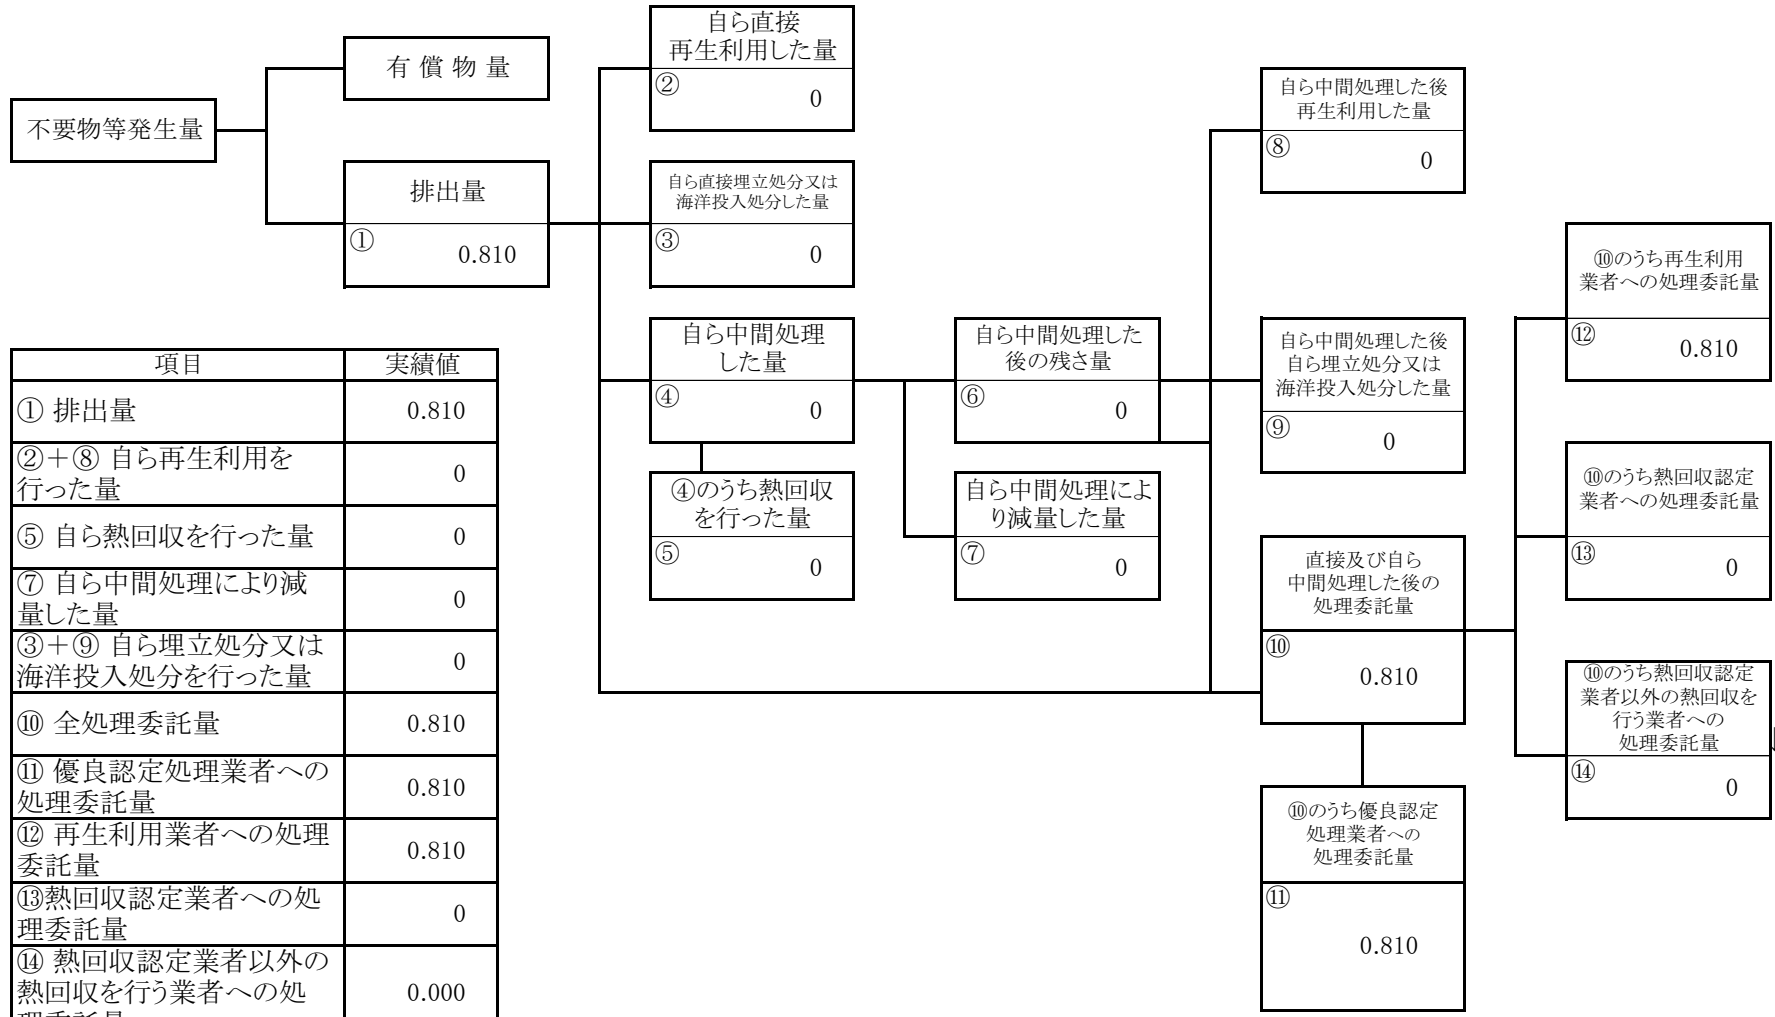 不要物等発生量
有 償 物 量
排出量
①
0.810
自ら直接
再生利用した量
②
0
自ら直接埋立処分又は
海洋投入処分した量
③
0
自ら中間処理
した量
④
0
④のうち熱回収
を行った量
⑤
0
自ら中間処理した
後の残さ量
⑥
0
自ら中間処理によ
り減量した量
⑦
0
自ら中間処理した後
再生利用した量
⑧
0
自ら中間処理した後
自ら埋立処分又は
海洋投入処分した量
⑨
0
直接及び自ら
中間処理した後の
処理委託量
⑩
0.810
⑩のうち優良認定
処理業者への
処理委託量
⑪
0.810
⑩のうち再生利用
業者への処理委託量
⑫
0.810
⑩のうち熱回収認定
業者への処理委託量
⑬
0
⑩のうち熱回収認定
業者以外の熱回収を
行う業者への
処理委託量
⑭
0
項目 実績値
① 排出量 0.810
②＋⑧ 自ら再生利用を
行った量
0
⑤ 自ら熱回収を行った量 0
⑦ 自ら中間処理により減
量した量
0
③＋⑨ 自ら埋立処分又は
海洋投入処分を行った量
0
⑩ 全処理委託量 0.810
⑪ 優良認定処理業者への
処理委託量
0.810
⑫ 再生利用業者への処理
委託量
0.810
⑬熱回収認定業者への処
理委託量
0
⑭ 熱回収認定業者以外の
熱回収を行う業者への処
0.000